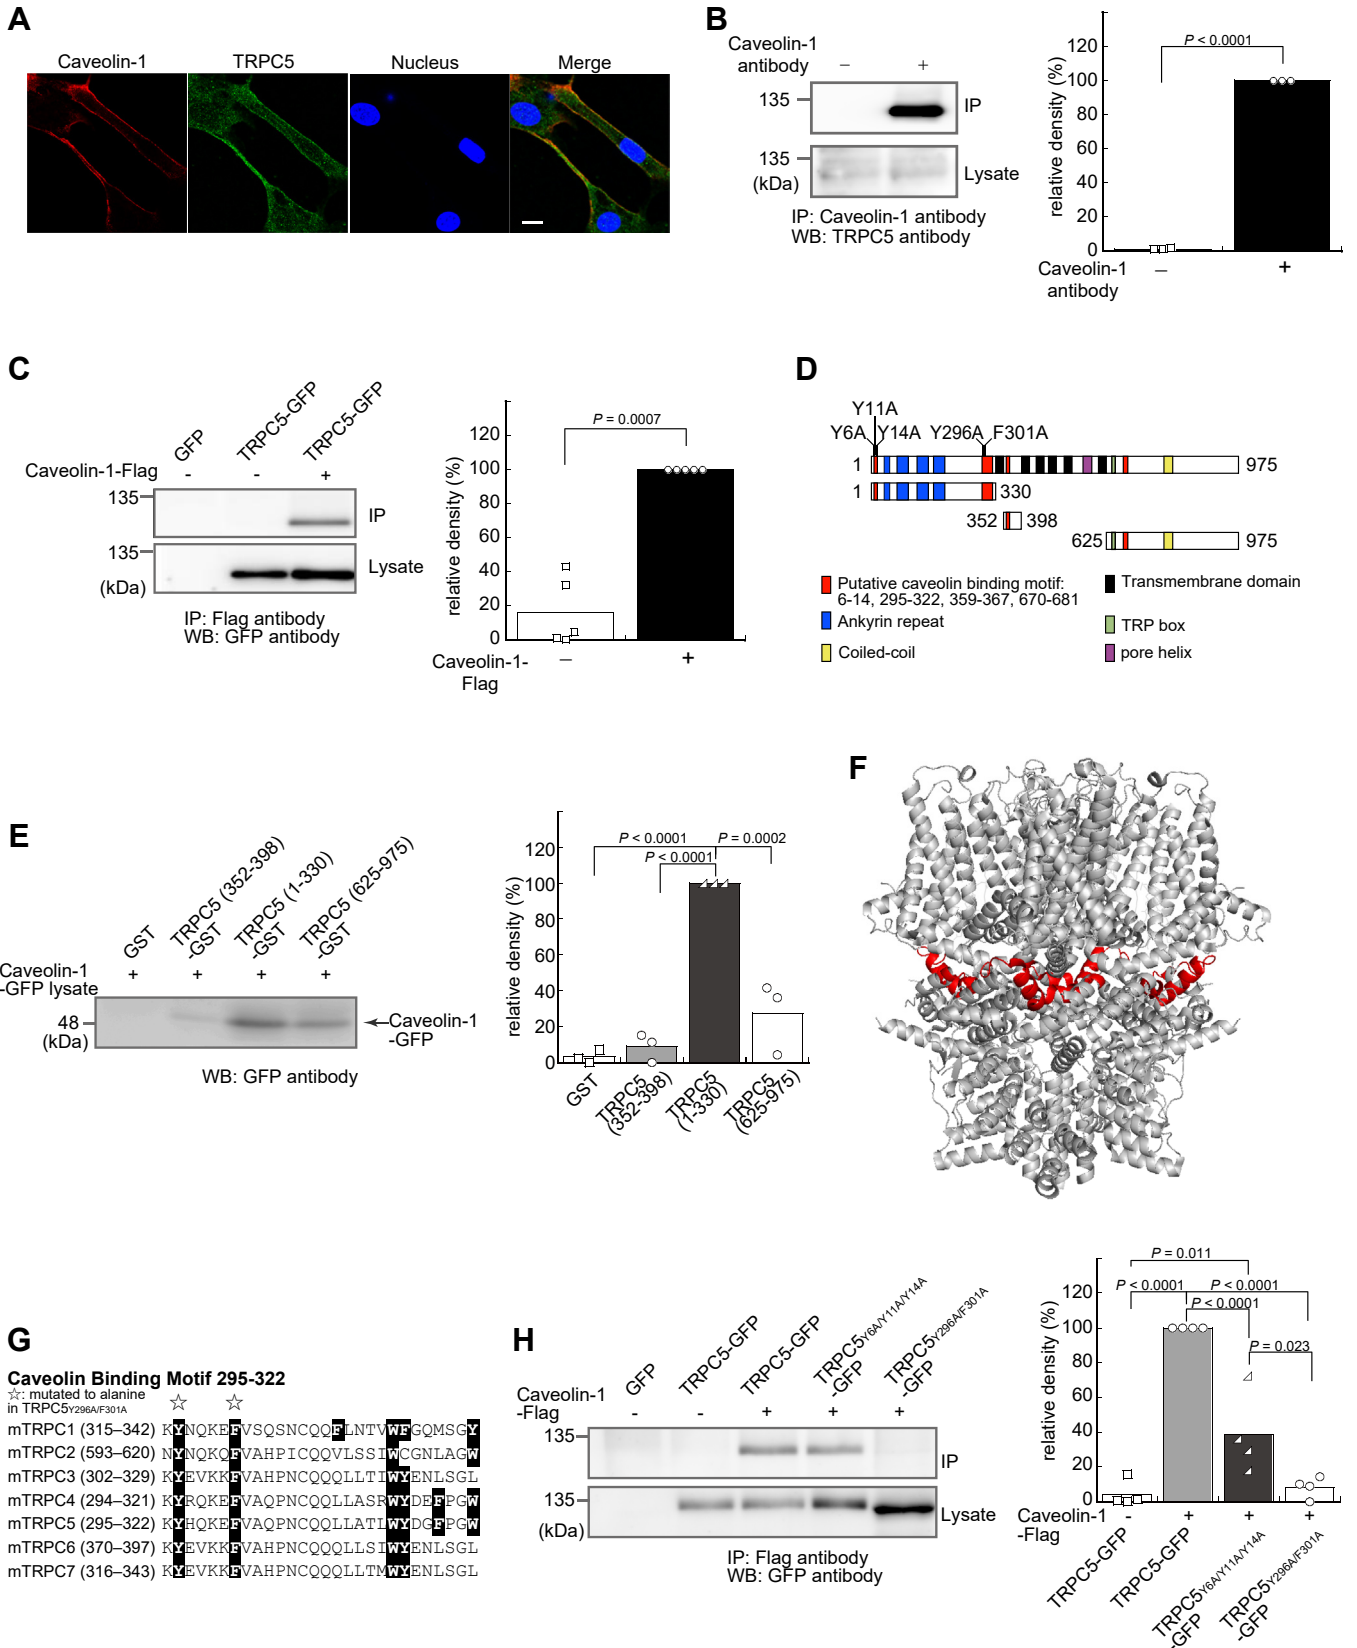 A
Caveolin-1 TRPC5 Nucleus Merge
B
Caveolin-1
antibody
– +
135
IP
135
(kDa)
Lysate
IP: Caveolin-1 antibody
WB: TRPC5 antibody
relative density (%)
P < 0.0001
120
100
80
60
40
20
0
Caveolin-1
antibody
– +
C
GFP
TRPC5-GFP
TRPC5-GFP
Caveolin-1-Flag - - +
135
IP
135
(kDa)
Lysate
IP: Flag antibody
WB: GFP antibody
relative density (%)
P = 0.0007
120
100
80
60
40
20
0
Caveolin-1-
Flag
– +
D
Y11A
Y6A Y14A Y296A F301A
1 975
1 330
352 398
625 975
Putative caveolin binding motif:
6-14, 295-322, 359-367, 670-681
Ankyrin repeat
Coiled-coil
Transmembrane domain
TRP box
pore helix
E
GST
TRPC5 (352-398)
-GST
TRPC5 (1-330)
-GST
TRPC5 (625-975)
-GST
Caveolin-1
-GFP lysate
+ + + +
48
(kDa)
Caveolin-1
-GFP
WB: GFP antibody
relative density (%)
P < 0.0001 P = 0.0002
P <0.0001
120
100
80
60
40
20
0
GST
TRPC5
(352-398)
TRPC5
(1-330)
TRPC5
(625-975)
F
G
Caveolin Binding Motif 295-322
☆: mutated to alanine
in TRPC5Y296A/F301A
☆ ☆
mTRPC1 (315–342) KYNQKEFVSQSNCQQFLNTVWFGQMSGY
mTRPC2 (593–620) NYNQKQFVAHPICQQVLSSIWCGNLAGW
mTRPC3 (302–329) KYEVKKFVAHPNCQQQLLTIWYENLSGL
mTRPC4 (294–321) KYRQKEFVAQPNCQQLLASRWYDEFPGW
mTRPC5 (295–322) KYHQKEFVAQPNCQQLLATLWYDGFPGW
mTRPC6 (370–397) KYEVKKFVAHPNCQQQLLSIWYENLSGL
mTRPC7 (316–343) KYEVKKFVAHPNCQQQLLTIWYENLSGL
H
GFP
TRPC5-GFP
TRPC5-GFP
TRPC5Y6A/Y11A/Y14A
-GFP
TRPC5Y296A/F301A
-GFP
Caveolin-1
-Flag
- - + + +
135
IP
135
(kDa)
Lysate
IP: Flag antibody
WB: GFP antibody
relative density (%)
P = 0.011
P < 0.0001 P < 0.0001
P < 0.0001
P = 0.023
120
100
80
60
40
20
0
Caveolin-1
-Flag
- + + +
TRPC5-GFP
TRPC5-GFP
TRPC5Y6A/Y11A/Y14A
-GFP
TRPC5Y296A/F301A
-GFP